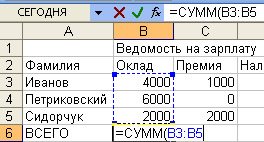 СЕГОДНЯ =СУММ(B3:B5
A B C
1 Ведомость на зарплату
2 Фамилия Оклад Премия Нал
3 Иванов 4000 1000
4 Петриковский 6000 0
5 Сидорчук 2000 2000
6 ВСЕГО =СУММ(B3:B5